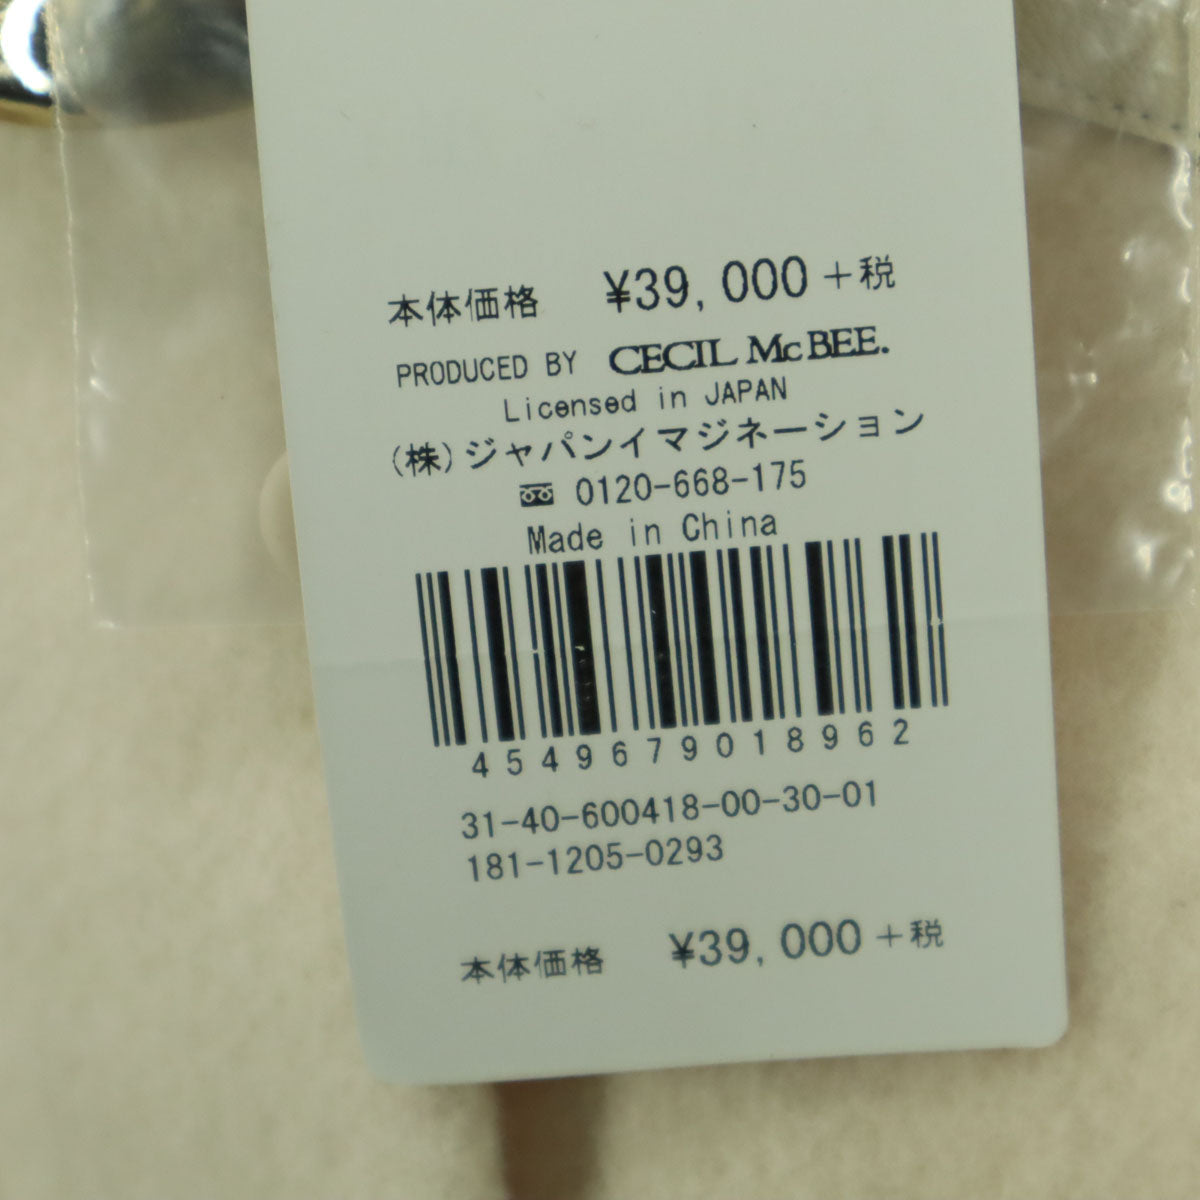 本体価格 ¥39,000+税
PRODUCED BY CECIL McBEE.
Licensed in JAPAN
(株)ジャパンイマジネーション
0120-668-175
Made in China
4549679018962
31-40-600418-00-30-01
181-1205-0293
本体価格 ¥39,000+税